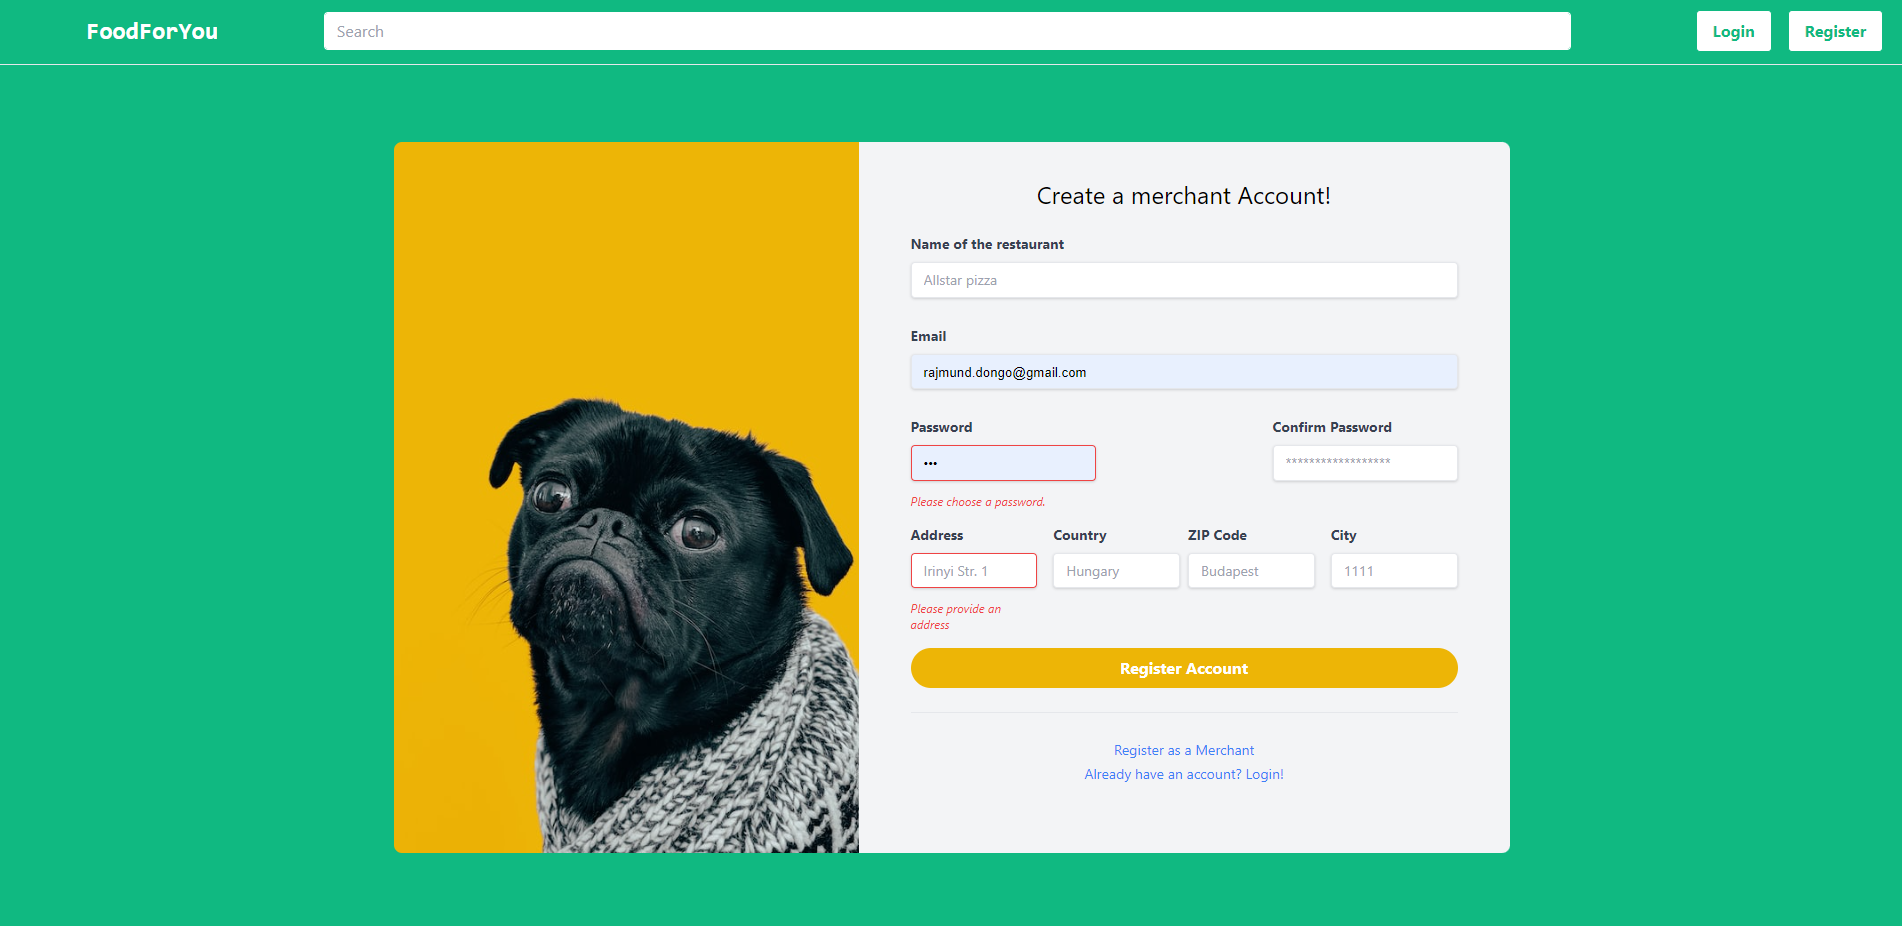 FoodForYou
Search
Login
Register
Create a merchant Account!
Name of the restaurant
Allstar pizza
Email
rajmund.dongo@gmail.com
Password
Confirm Password
•••
******************
Please choose a password.
Address
Country
ZIP Code
City
Irinyi Str. 1
Hungary
Budapest
1111
Please provide an
address
Register Account
Register as a Merchant
Already have an account? Login!